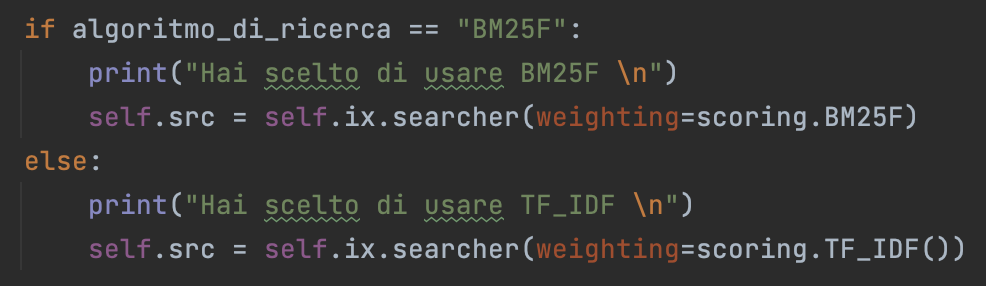 if algoritmo_di_ricerca == "BM25F":
    print("Hai scelto di usare BM25F \n")
    self.src = self.ix.searcher(weighting=scoring.BM25F)
else:
    print("Hai scelto di usare TF_IDF \n")
    self.src = self.ix.searcher(weighting=scoring.TF_IDF())